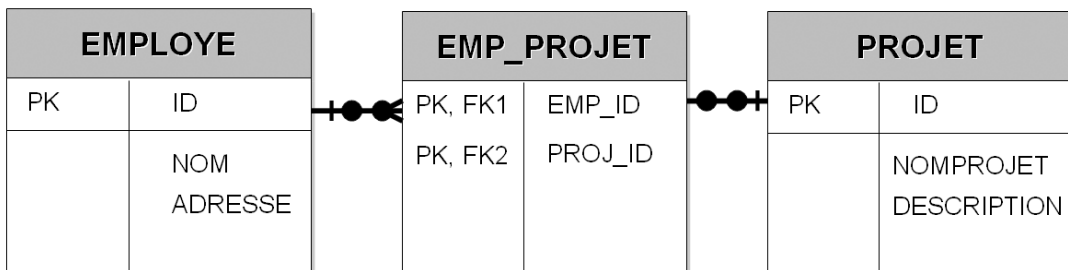 EMPLOYE
PK ID
NOM
ADRESSE
EMP_PROJET
PK, FK1 EMP_ID
PK, FK2 PROJ_ID
PROJET
PK ID
NOMPROJET
DESCRIPTION